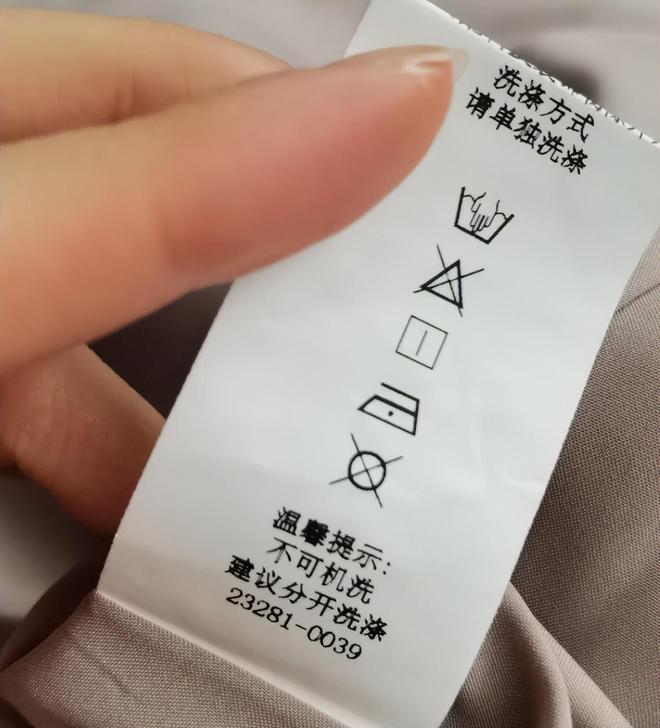 洗涤方式
请单独洗涤
温馨提示:
不可机洗
建议分开洗涤
23281-0039